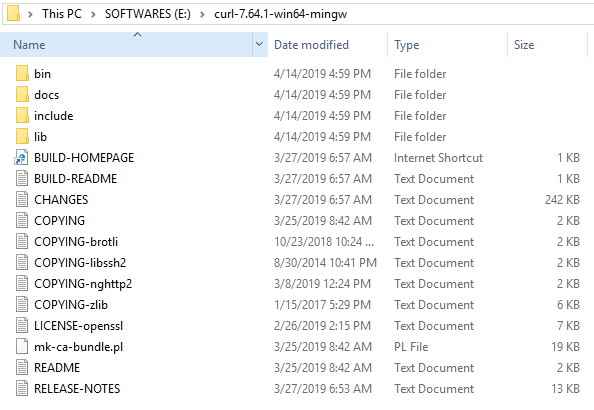 This PC > SOFTWARES (E:) > curl-7.64.1-win64-mingw
Name Date modified Type Size
bin 4/14/2019 4:59 PM File folder
docs 4/14/2019 4:59 PM File folder
include 4/14/2019 4:59 PM File folder
lib 4/14/2019 4:59 PM File folder
BUILD-HOMEPAGE 3/27/2019 6:57 AM Internet Shortcut 1 KB
BUILD-README 3/27/2019 6:57 AM Text Document 1 KB
CHANGES 3/27/2019 6:57 AM Text Document 242 KB
COPYING 3/25/2019 8:42 AM Text Document 2 KB
COPYING-brotli 10/23/2018 10:24 ... Text Document 2 KB
COPYING-libssh2 8/30/2014 10:41 PM Text Document 2 KB
COPYING-nghttp2 3/8/2019 12:24 PM Text Document 2 KB
COPYING-zlib 1/15/2017 5:29 PM Text Document 6 KB
LICENSE-openssl 2/26/2019 2:15 PM Text Document 7 KB
mk-ca-bundle.pl 3/25/2019 8:42 AM PL File 19 KB
README 3/25/2019 8:42 AM Text Document 2 KB
RELEASE-NOTES 3/27/2019 6:53 AM Text Document 13 KB